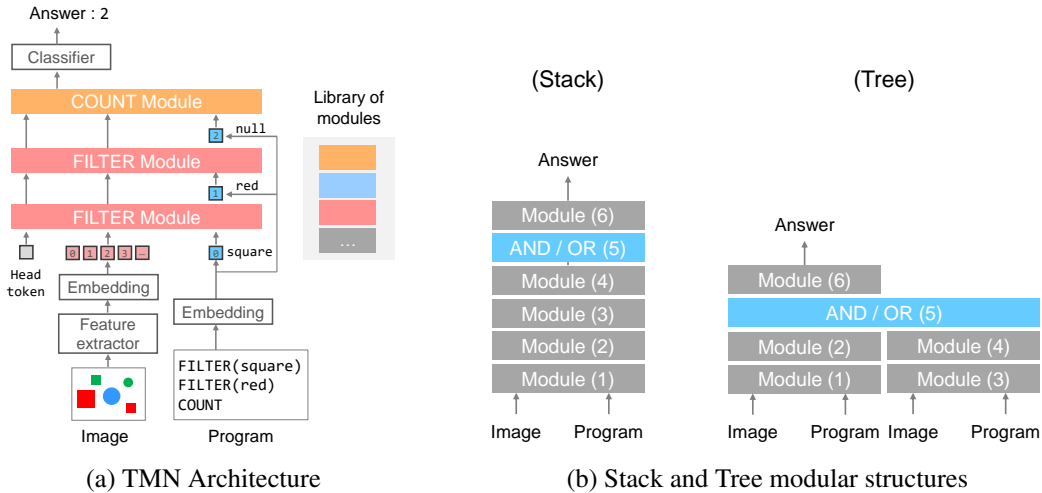 Answer : 2
Classifier
COUNT Module
2
null
FILTER Module
1
red
FILTER Module
0 1 2 3 …
0
square
Head
token
Embedding
Embedding
Feature
extractor
FILTER(square)
FILTER(red)
COUNT
Image
Program
Library of
modules
...
(a) TMN Architecture
(Stack)
Answer
Module (6)
AND / OR (5)
Module (4)
Module (3)
Module (2)
Module (1)
Image
Program
(Tree)
Answer
Module (6)
AND / OR (5)
Module (2)
Module (4)
Module (1)
Module (3)
Image
Program
Image
Program
(b) Stack and Tree modular structures